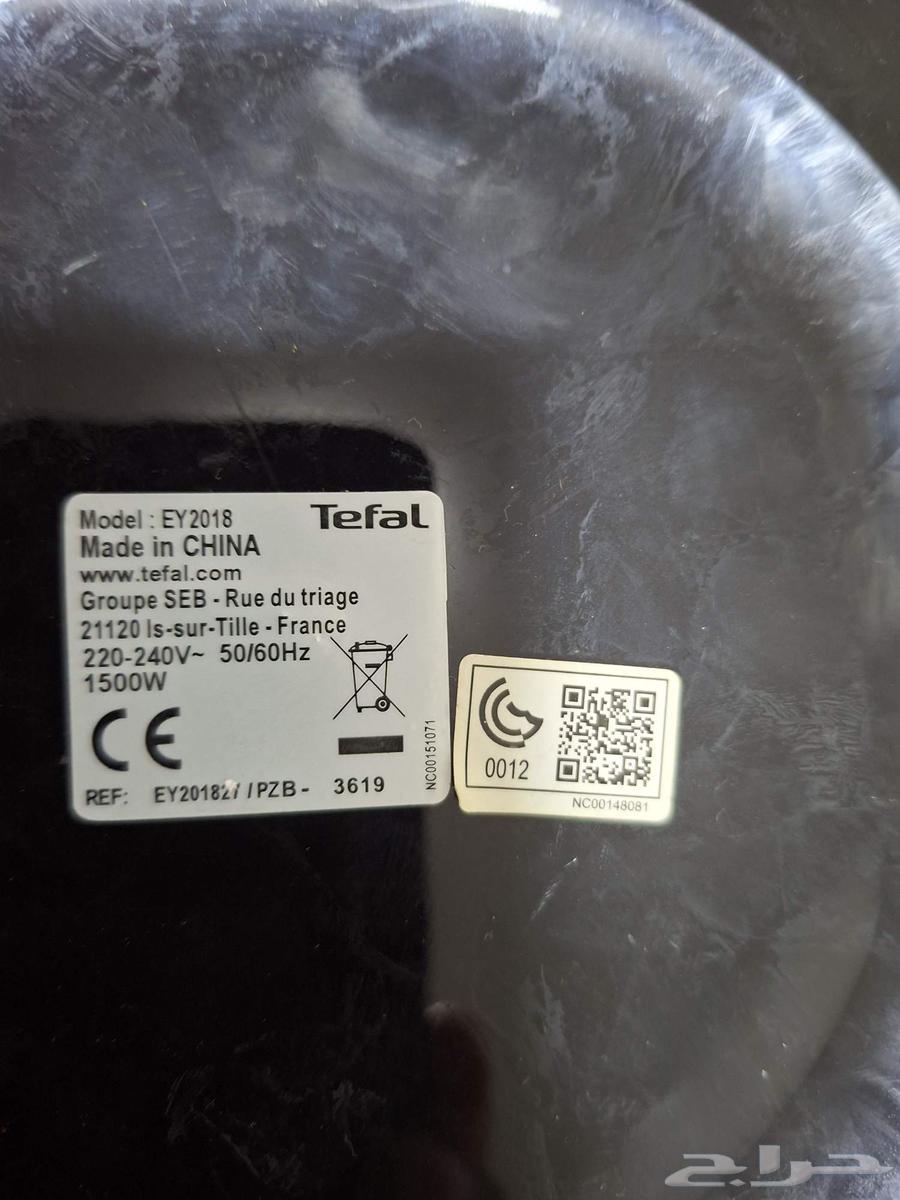 Model : EY2018
Tefal
Made in CHINA
www.tefal.com
Groupe SEB - Rue du triage
21120 Is-sur-Tille - France
220-240V~ 50/60Hz
1500W
CE
NC00151071
REF: EY201827 /PZB - 3619
0012
NC00148081
حراج